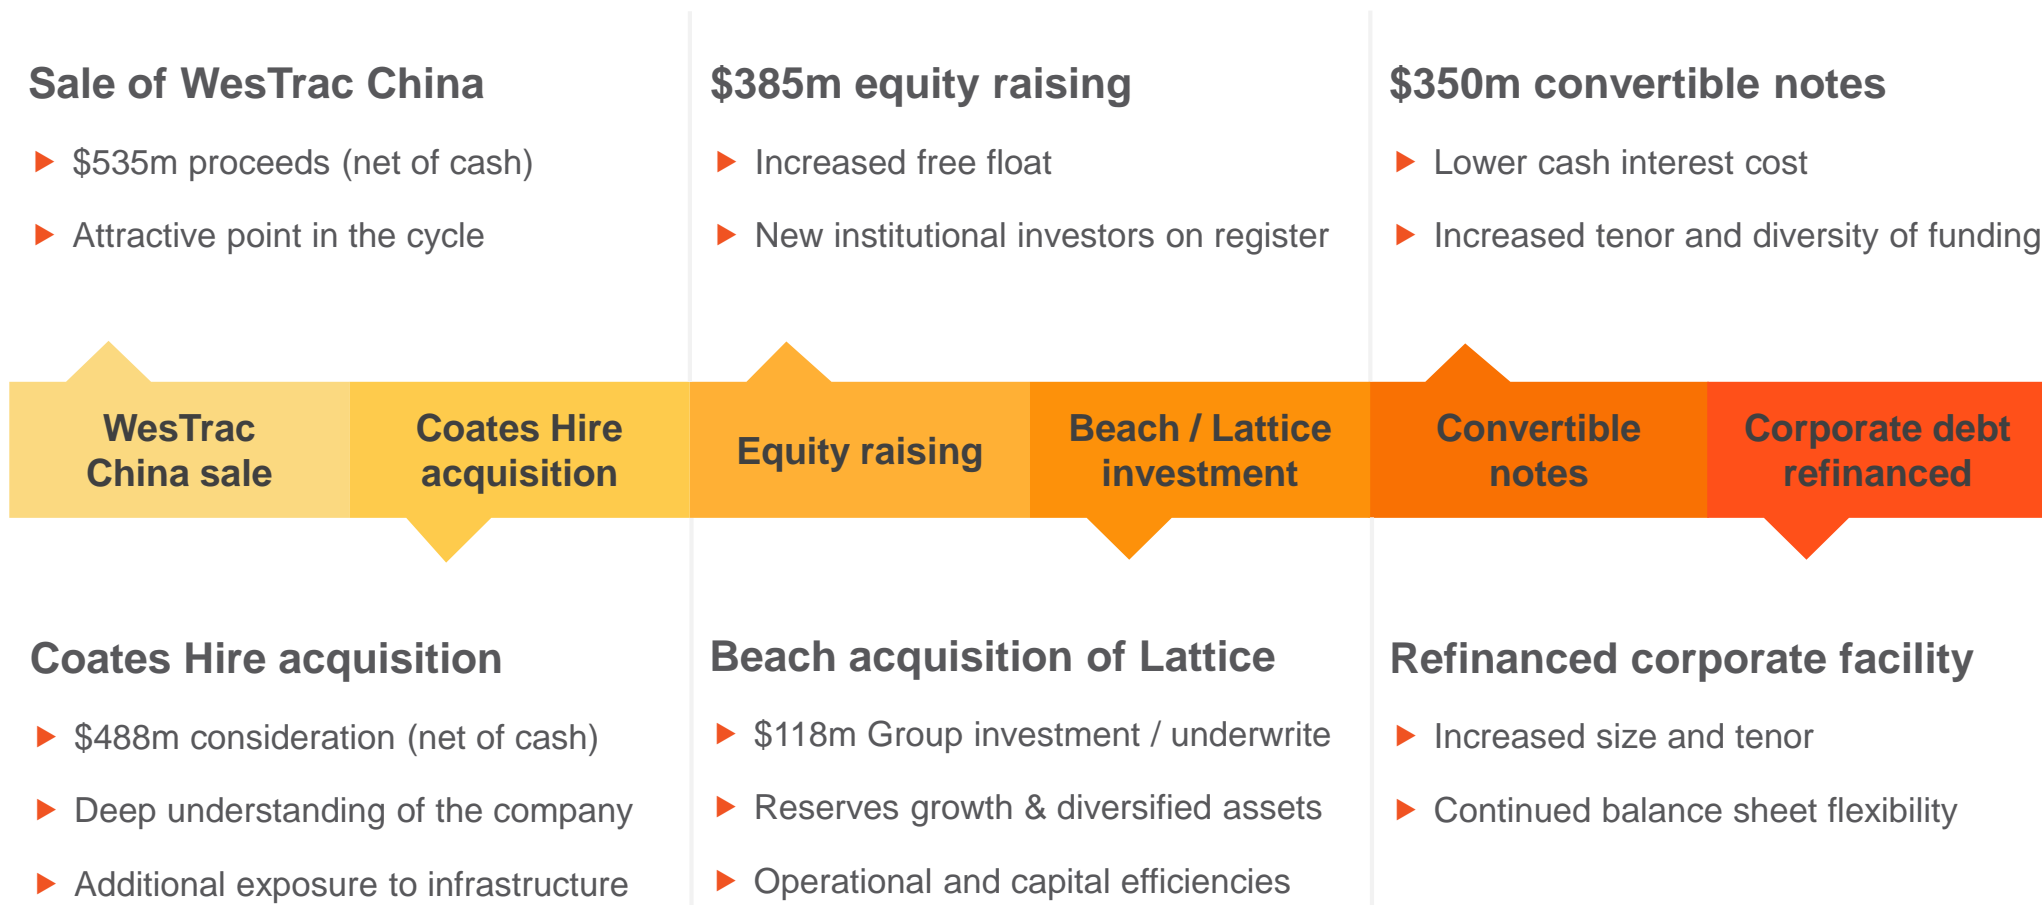 Sale of WesTrac China
$535m proceeds (net of cash)
Attractive point in the cycle
$385m equity raising
Increased free float
New institutional investors on register
$350m convertible notes
Lower cash interest cost
Increased tenor and diversity of funding
WesTrac
China sale
Coates Hire
acquisition
Equity raising
Beach / Lattice
investment
Convertible
notes
Corporate debt
refinanced
Coates Hire acquisition
$488m consideration (net of cash)
Deep understanding of the company
Additional exposure to infrastructure
Beach acquisition of Lattice
$118m Group investment / underwrite
Reserves growth & diversified assets
Operational and capital efficiencies
Refinanced corporate facility
Increased size and tenor
Continued balance sheet flexibility